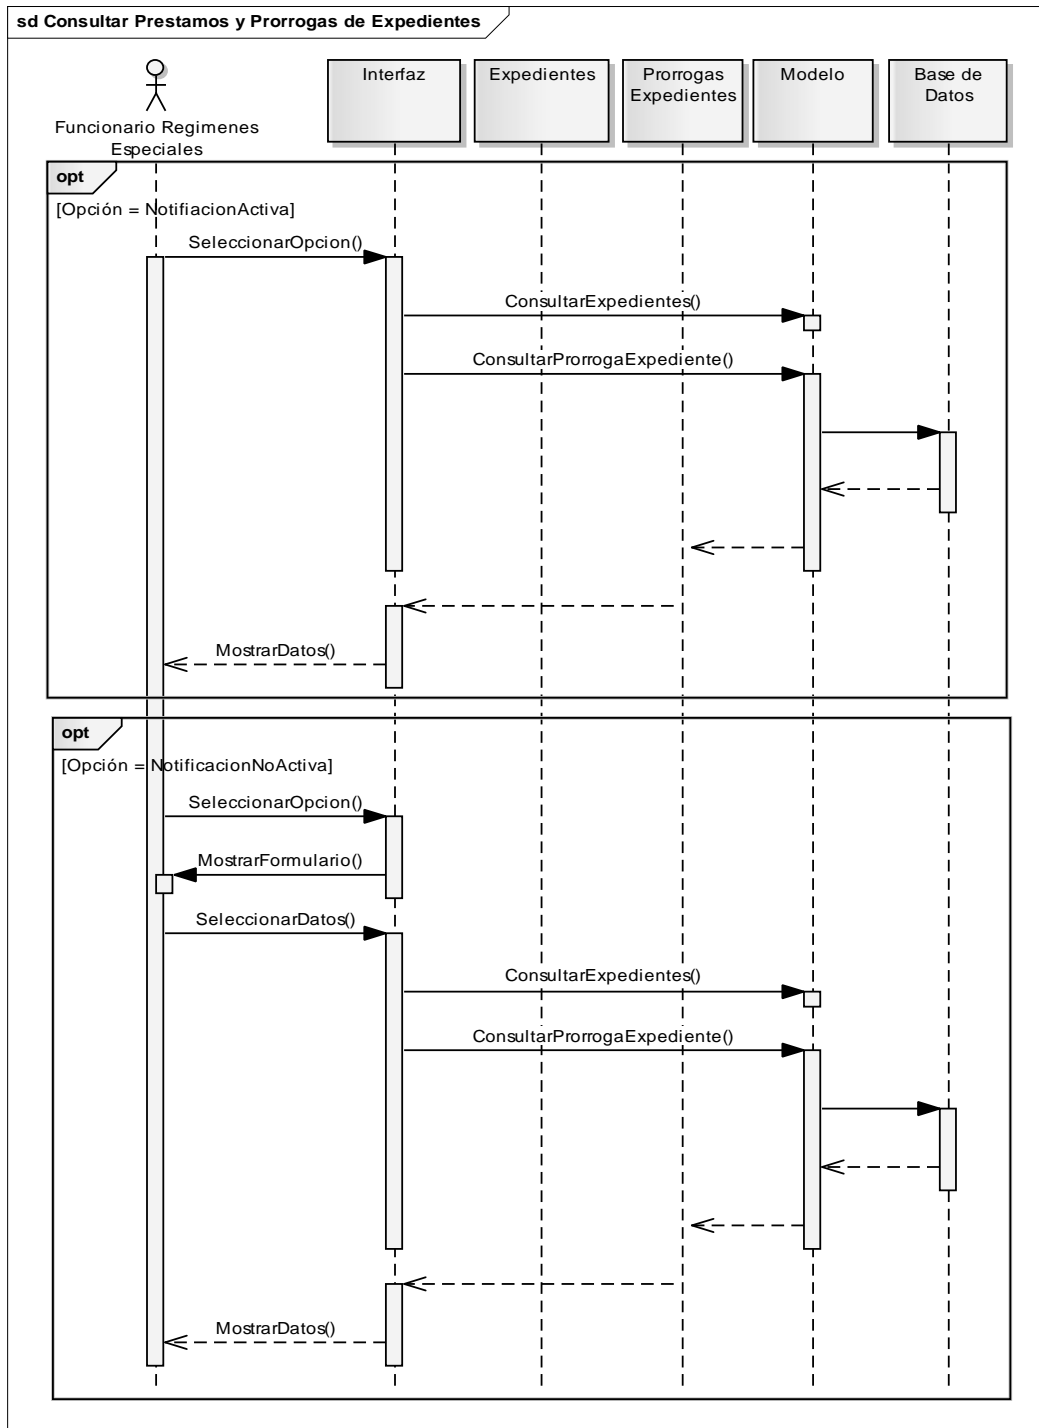 sd Consultar Prestamos y Prorrogas de Expedientes
Funcionario Regimenes
Especiales
Interfaz
Expedientes
Prorrogas
Expedientes
Modelo
Base de
Datos
opt
[Opción = NotifiacionActiva]
SeleccionarOpcion()
ConsultarExpedientes()
ConsultarProrrogaExpediente()
MostrarDatos()
opt
[Opción = NotificacionNoActiva]
SeleccionarOpcion()
MostrarFormulario()
SeleccionarDatos()
ConsultarExpedientes()
ConsultarProrrogaExpediente()
MostrarDatos()